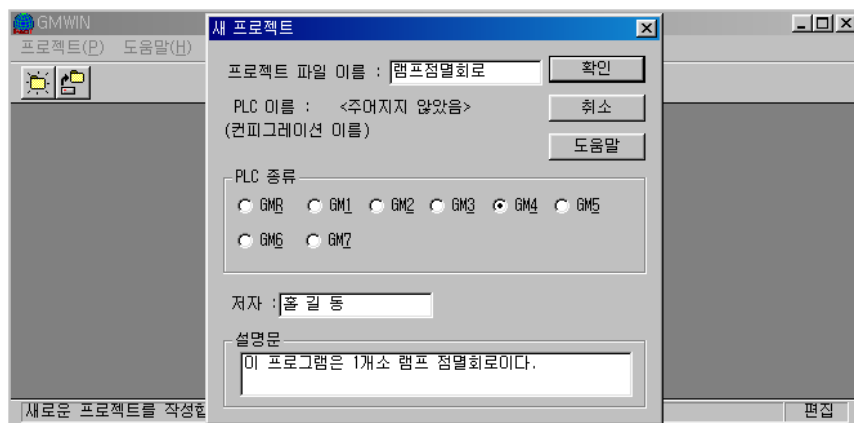 GMWIN
새 프로젝트
프로젝트(P) 도움말(H)
프로젝트 파일 이름 : 램프점멸회로
확인
PLC 이름 : <주어지지 않았음>
(컨피그레이션 이름)
취소
도움말
PLC 종류
GMR GM1 GM2 GM3 GM4 GM5
GM6 GM7
저자 : 홀 길 동
설명문
이 프로그램은 1개소 램프 점멸회로이다.
새로운 프로젝트를 작성합
편집